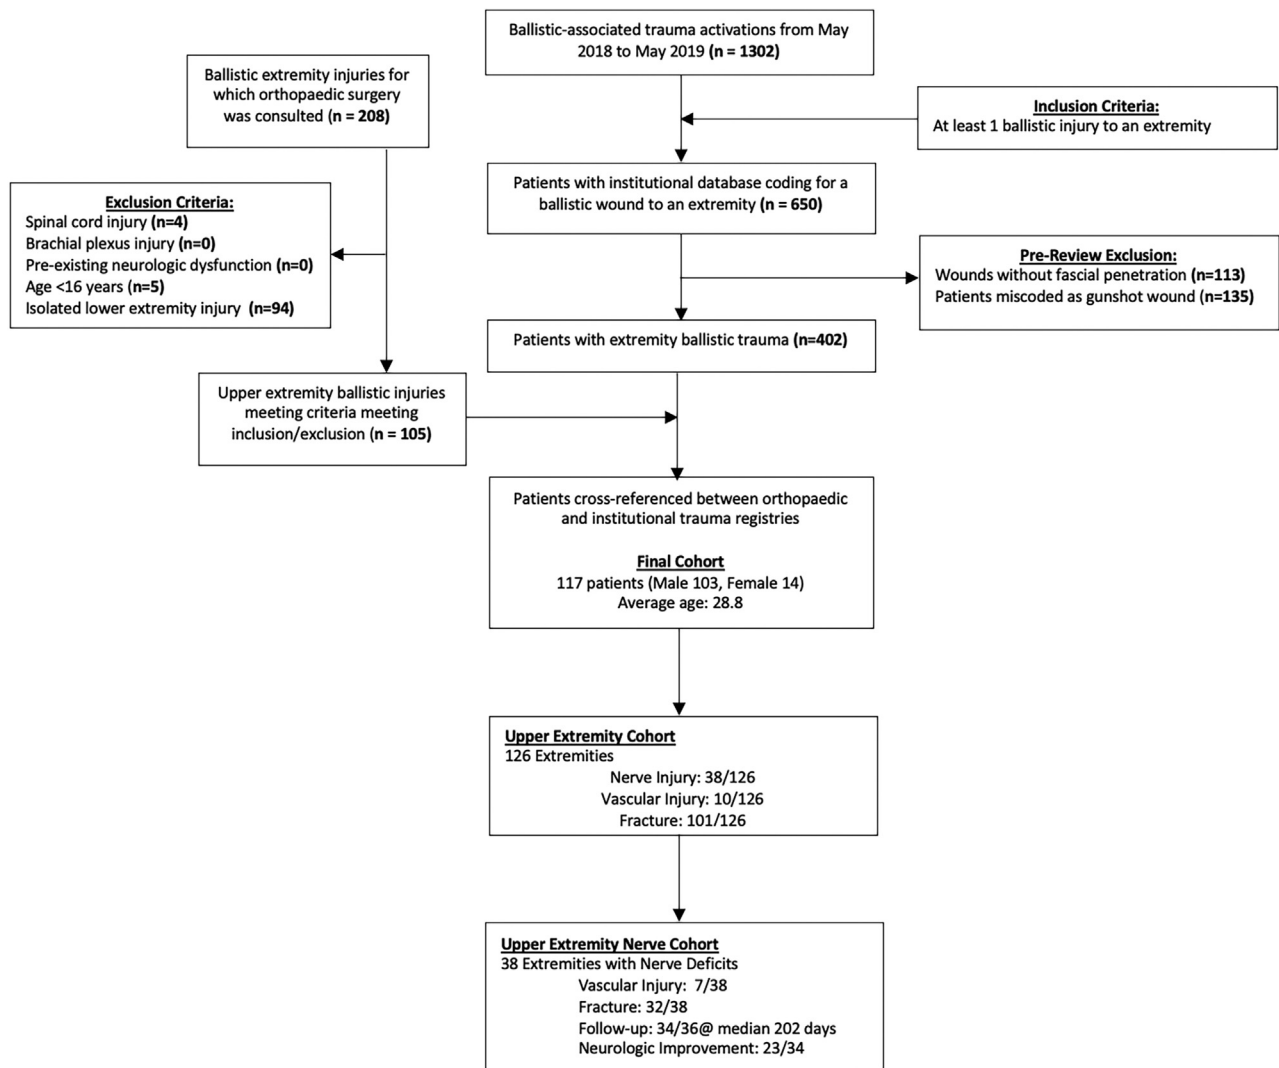 Ballistic-associated trauma activations from May
2018 to May 2019 (n = 1302)
Ballistic extremity injuries for
which orthopaedic surgery
was consulted (n = 208)
Inclusion Criteria:
At least 1 ballistic injury to an extremity
Patients with institutional database coding for a
ballistic wound to an extremity (n = 650)
Exclusion Criteria:
Spinal cord injury (n=4)
Brachial plexus injury (n=0)
Pre-existing neurologic dysfunction (n=0)
Age <16 years (n=5)
Isolated lower extremity injury (n=94)
Pre-Review Exclusion:
Wounds without fascial penetration (n=113)
Patients miscoded as gunshot wound (n=135)
Patients with extremity ballistic trauma (n=402)
Upper extremity ballistic injuries
meeting criteria meeting
inclusion/exclusion (n = 105)
Patients cross-referenced between orthopaedic
and institutional trauma registries
Final Cohort
117 patients (Male 103, Female 14)
Average age: 28.8
Upper Extremity Cohort
126 Extremities
Nerve Injury: 38/126
Vascular Injury: 10/126
Fracture: 101/126
Upper Extremity Nerve Cohort
38 Extremities with Nerve Deficits
Vascular Injury: 7/38
Fracture: 32/38
Follow-up: 34/36@ median 202 days
Neurologic Improvement: 23/34